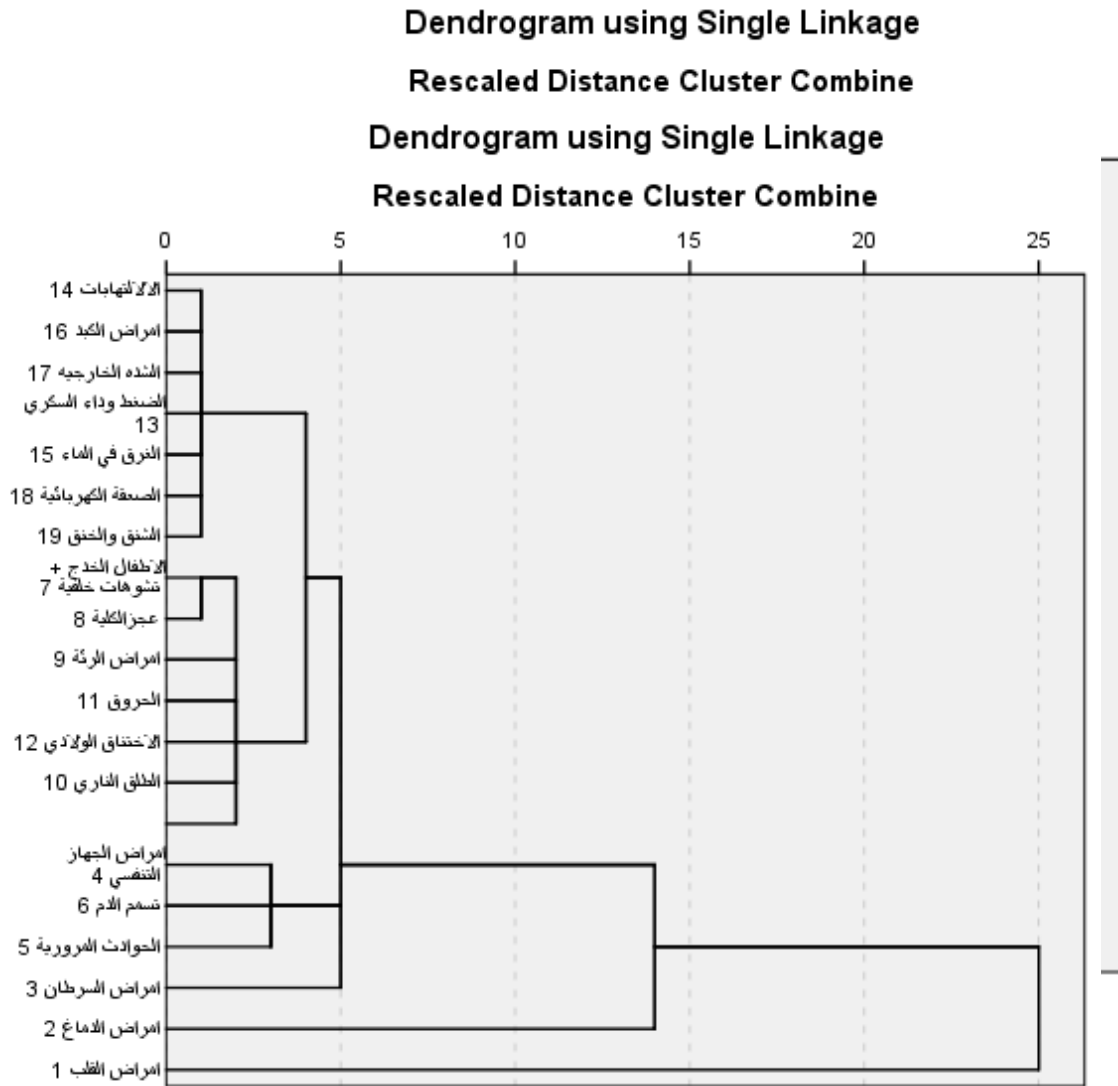 Dendrogram using Single Linkage
Rescaled Distance Cluster Combine
Dendrogram using Single Linkage
Rescaled Distance Cluster Combine
0 5 10 15 20 25
الالالتهابات 14
امراض الكبد 16
الشده الخارجيه 17
الضغط وداء السكري
13
الغرق في الماء 15
الصعقة الكهربائية 18
الشنق والخنق 19
الاطفال الخدج +
تشوهات خلقية 7
عجزالكلية 8
امراض الرئة 9
الحروق 11
الاختناق الولادي 12
الطلق الناري 10
امراض الجهاز
التنفسي 4
تسمم الدم 6
الحوادث المرورية 5
امراض السرطان 3
امراض الدماغ 2
امراض القلب 1